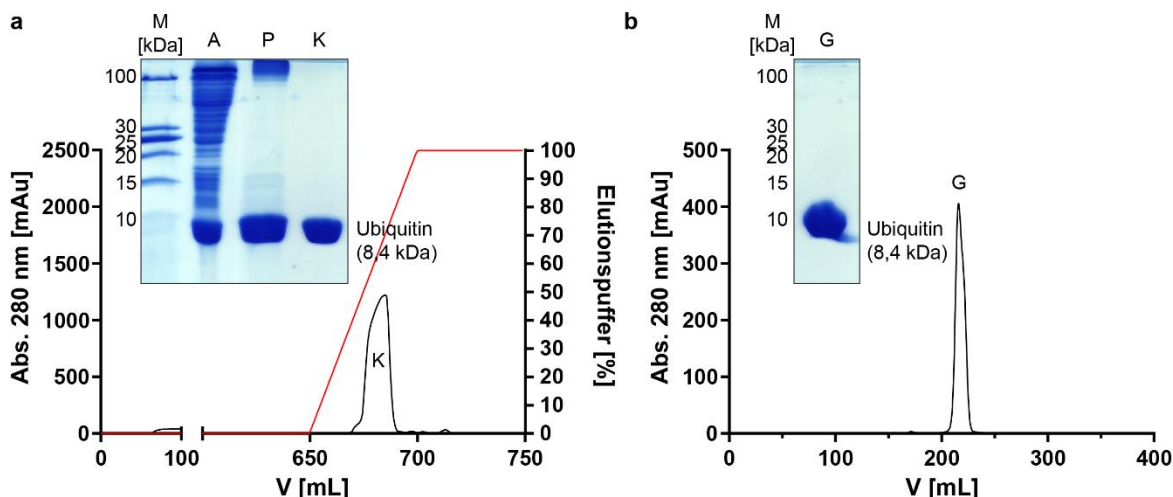 a
M
[kDa]
A
P
K
100
30
25
20
15
10
Ubiquitin
(8,4 kDa)
2500
2000
1500
1000
500
0
Abs. 280 nm [mAu]
K
100
90
80
70
60
50
40
30
20
10
0
Elutionspuffer [%]
0
100
650
700
750
V [mL]
b
M
[kDa]
G
100
30
25
20
15
10
Ubiquitin
(8,4 kDa)
500
400
300
200
100
0
Abs. 280 nm [mAu]
G
0
100
200
300
400
V [mL]